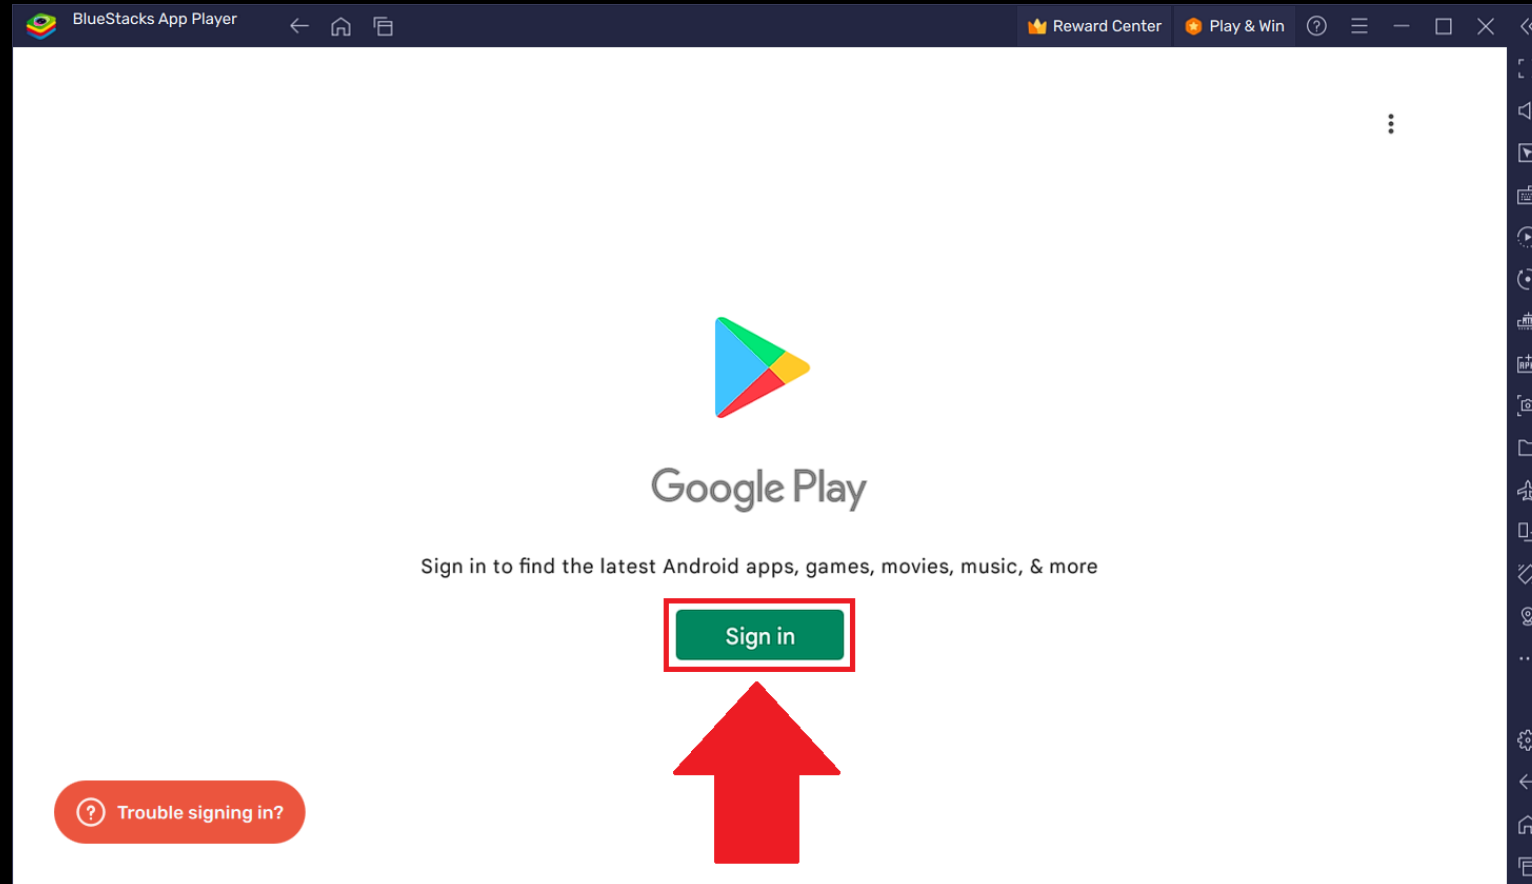 BlueStacks App Player
Reward Center
Play & Win
Google Play
Sign in to find the latest Android apps, games, movies, music, & more
Sign in
Trouble signing in?